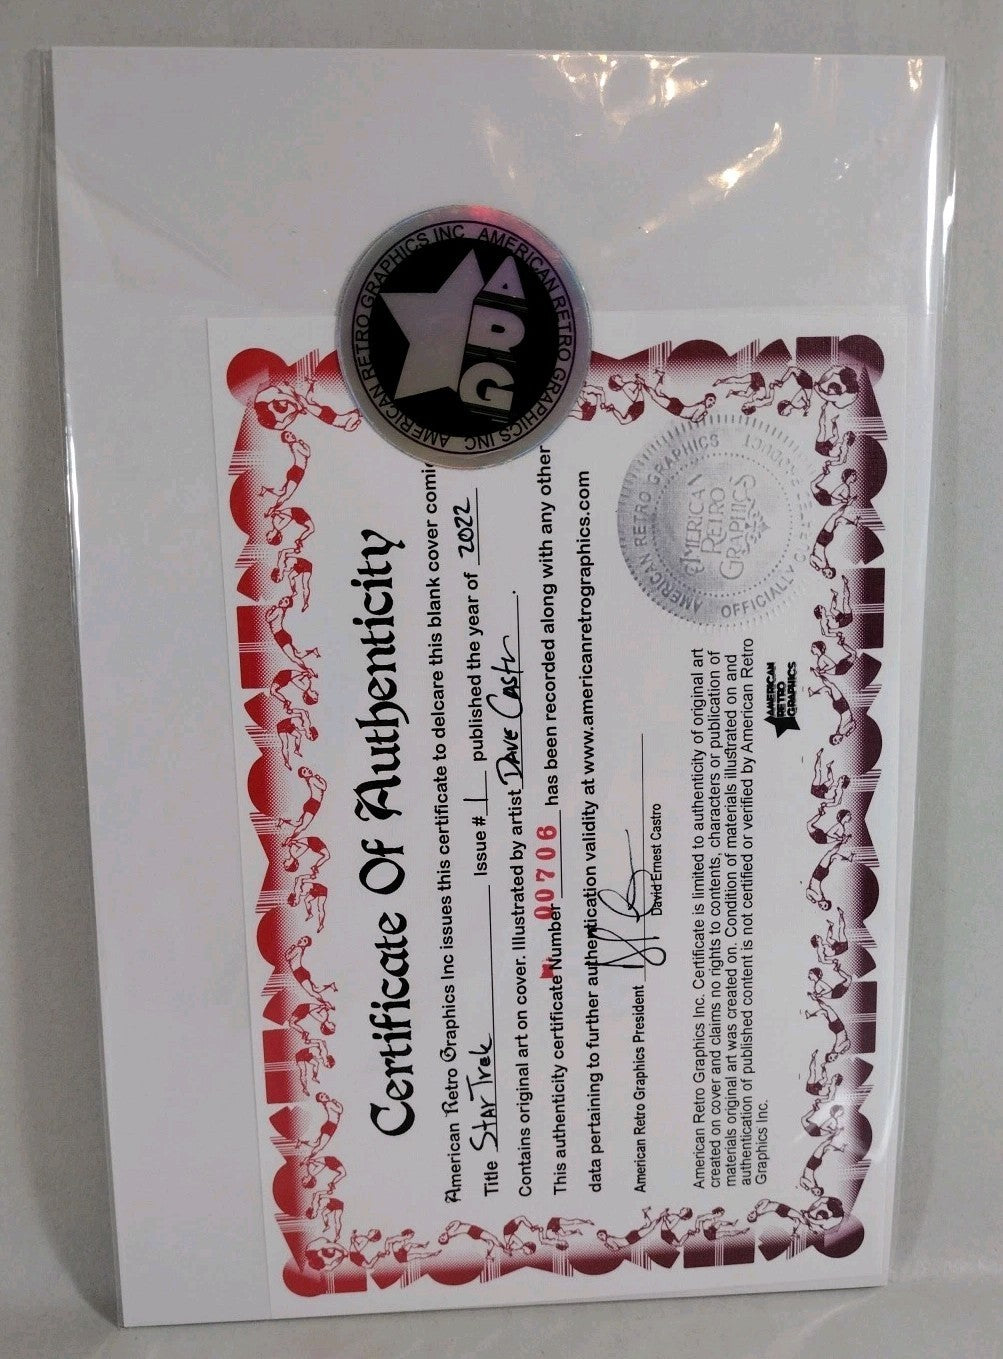 AMERICAN RETRO GRAPHICS INC. AMERICAN RETRO GRAPHICS INC.
ARG
Certificate Of Authenticity
American Retro Graphics Inc issues this certificate to delcare this blank cover comic
Title Star Trek Issue # 1 published the year of 2022
Contains original art on cover. Illustrated by artist Dave Castr.
This authenticity certificate Number 00706 has been recorded along with any other
data pertaining to further authentication validity at www.americanretrographics.com
American Retro Graphics President
David Ernest Castro
AMERICAN RETRO GRAPHICS
OFFICIALLY
AMERICAN
RETRO
GRAPHICS
American Retro Graphics Inc. Certificate is limited to authenticity of original art
created on cover and claims no rights to contents, characters or publication of
materials original art was created on. Condition of materials illustrated on and
authentication of published content is not certified or verified by American Retro
Graphics Inc.
AMERICAN
RETRO
GRAPHICS